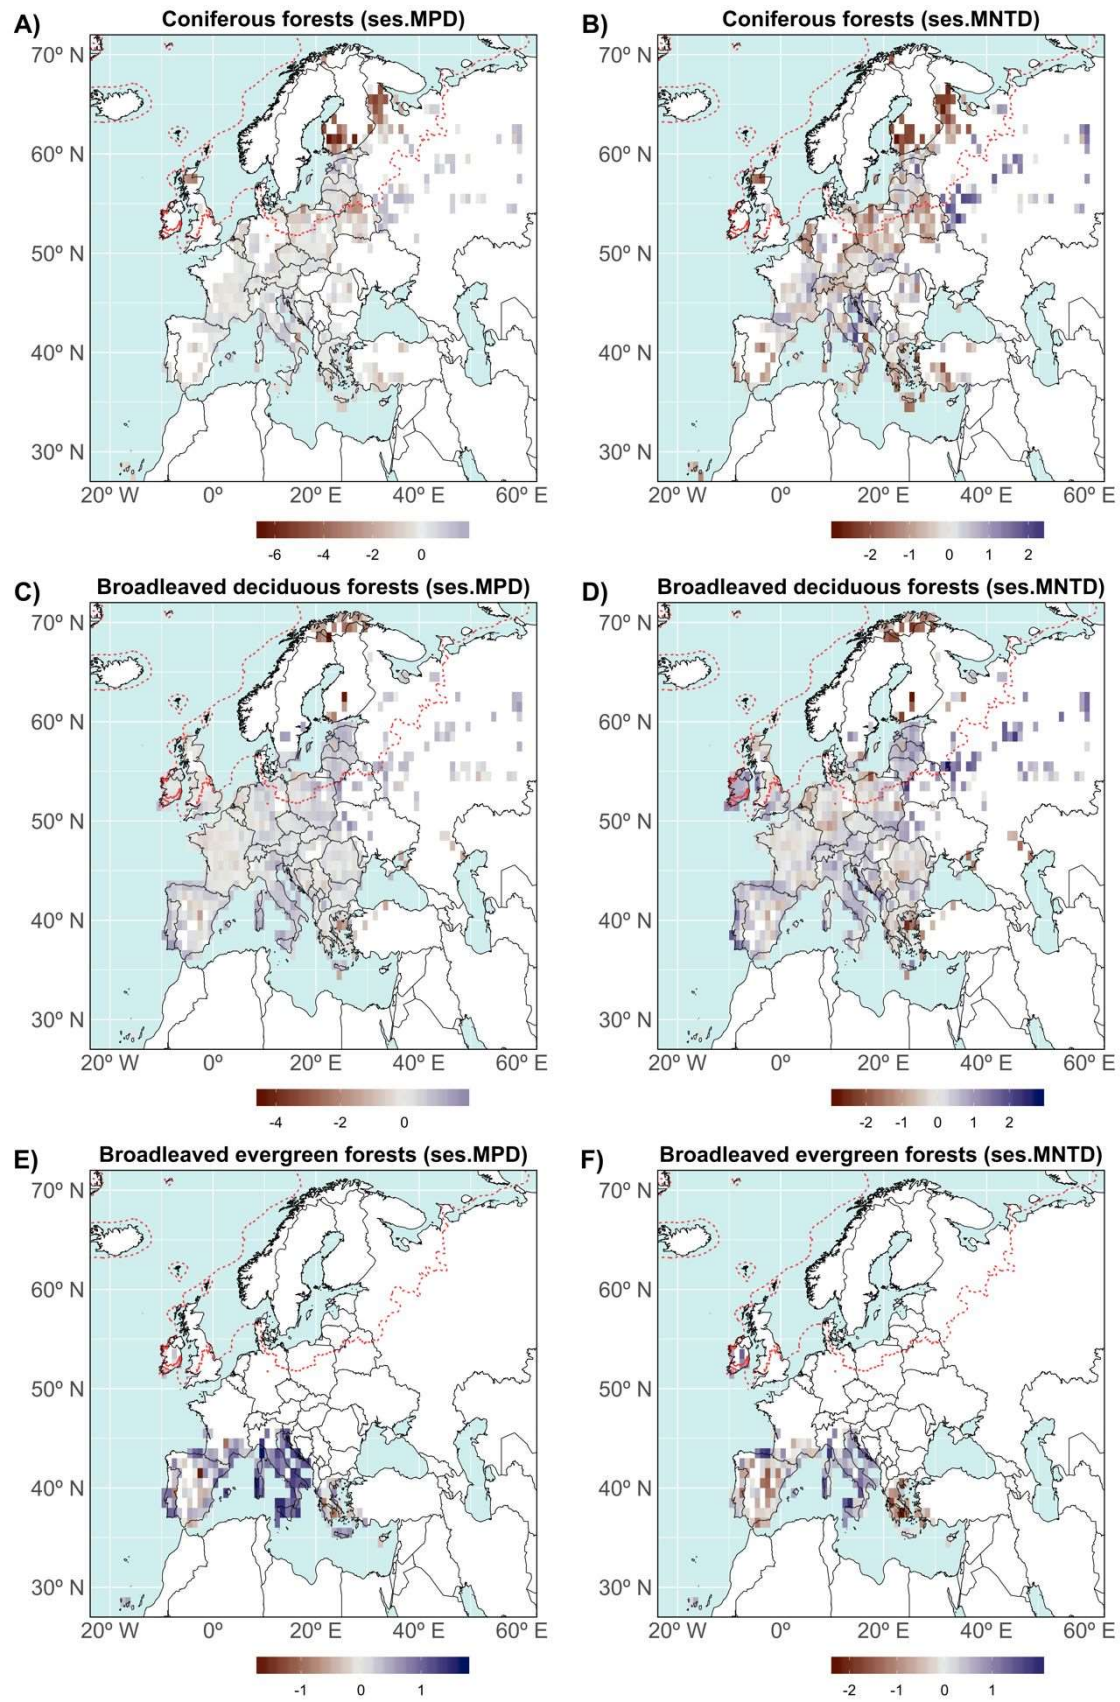 A) Coniferous forests (ses.MPD)
B) Coniferous forests (ses.MNTD)
70º N
60º N
50º N
40º N
30º N
20º W 0º 20º E 40º E 60º E
-6 -4 -2 0
70º N
60º N
50º N
40º N
30º N
20º W 0º 20º E 40º E 60º E
-2 -1 0 1 2
C) Broadleaved deciduous forests (ses.MPD)
D) Broadleaved deciduous forests (ses.MNTD)
70º N
60º N
50º N
40º N
30º N
20º W 0º 20º E 40º E 60º E
-4 -2 0
70º N
60º N
50º N
40º N
30º N
20º W 0º 20º E 40º E 60º E
-2 -1 0 1 2
E) Broadleaved evergreen forests (ses.MPD)
F) Broadleaved evergreen forests (ses.MNTD)
70º N
60º N
50º N
40º N
30º N
20º W 0º 20º E 40º E 60º E
-1 0 1
70º N
60º N
50º N
40º N
30º N
20º W 0º 20º E 40º E 60º E
-2 -1 0 1